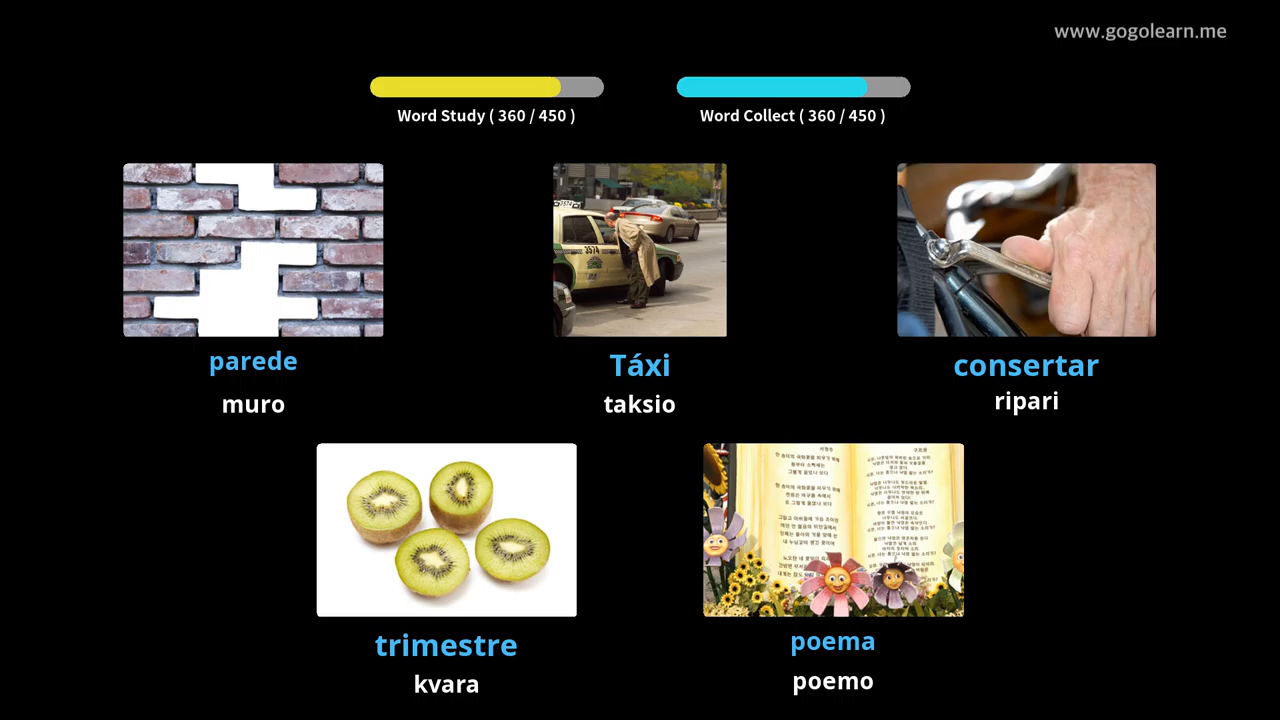 www.gogolearn.me
Word Study ( 360 / 450 )
Word Collect ( 360 / 450 )
3574
parede
Táxi
consertar
muro
taksio
ripari
trimestre
poema
kvara
poemo